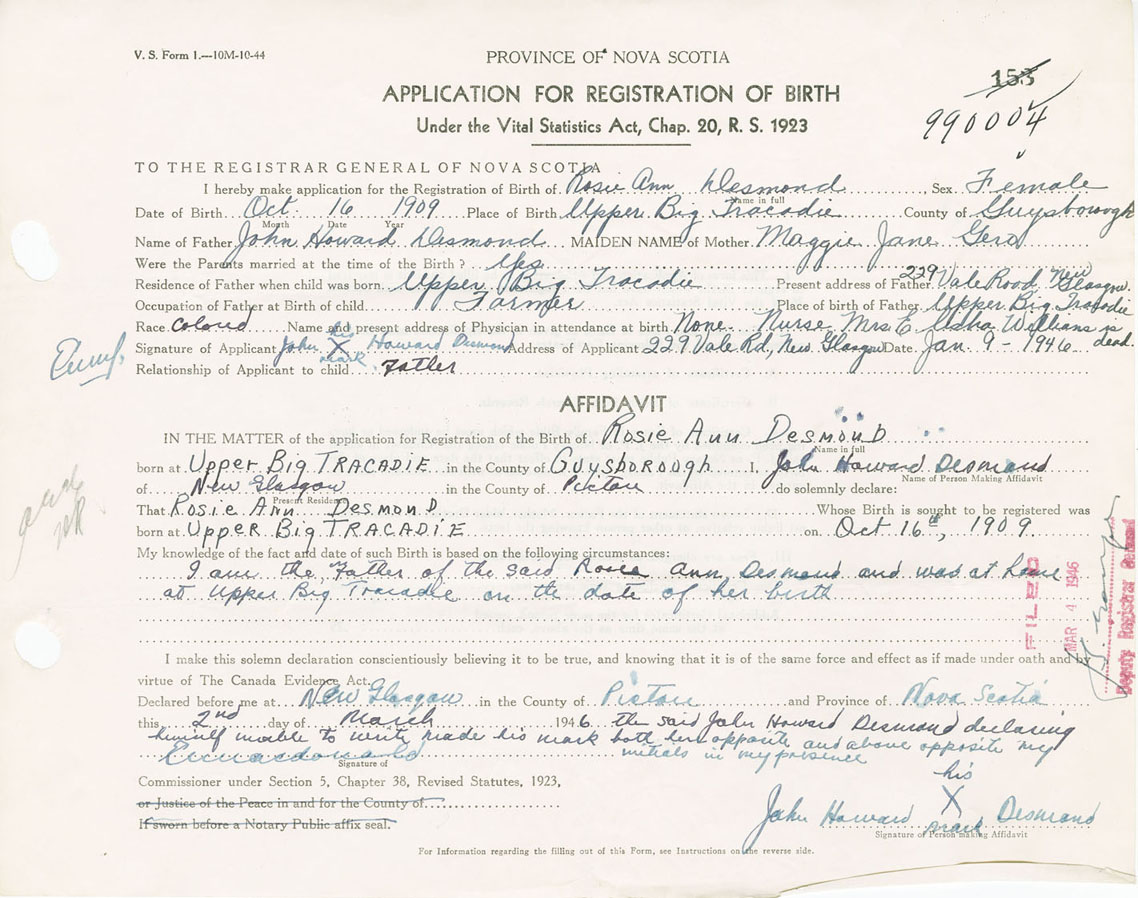 V. S. Form 1.—10M-10-44
PROVINCE OF NOVA SCOTIA
153
990004
APPLICATION FOR REGISTRATION OF BIRTH
Under the Vital Statistics Act, Chap. 20, R. S. 1923
TO THE REGISTRAR GENERAL OF NOVA SCOTIA
I hereby make application for the Registration of Birth of Rosie Ann Desmond, Sex Female
Name in full
Date of Birth Oct. 16 1909 Place of Birth Upper Big Tracadie County of Guysborough
Month Date Year
Name of Father John Howard Desmond MAIDEN NAME of Mother Maggie Jane Gero
Were the Parents married at the time of the Birth? Yes
Residence of Father when child was born Upper Big Tracadie Present address of Father 229 Vale Road, New Glasgow.
Occupation of Father at Birth of child Farmer Place of birth of Father Upper Big Tracadie
Race Colored Name and present address of Physician in attendance at birth None. Nurse, Mrs E. Williams is dead.
Signature of Applicant John his X mark Howard Desmond Address of Applicant 229 Vale Rd, New Glasgow Date Jan. 9 - 1946
Relationship of Applicant to child Father
AFFIDAVIT
IN THE MATTER of the application for Registration of the Birth of Rosie Ann Desmond
Name in full
born at Upper Big TRACADIE in the County of Guysborough I, John Howard Desmond
Name of Person Making Affidavit
of New Glasgow in the County of Pictou do solemnly declare:
Present Residence
That Rosie Ann Desmond Whose Birth is sought to be registered was
born at Upper Big TRACADIE on Oct 16th, 1909.
My knowledge of the fact and date of such Birth is based on the following circumstances:
I am the Father of the said Rosie Ann Desmond and was at home
at Upper Big Tracadie on the date of her birth
FILED
MAR 4 1946
Deputy Registrar General
I make this solemn declaration conscientiously believing it to be true, and knowing that it is of the same force and effect as if made under oath and by
virtue of The Canada Evidence Act.
Declared before me at New Glasgow in the County of Pictou and Province of Nova Scotia
this 2nd day of March 1946 the said John Howard Desmond declaring
himself unable to write made his mark both here opposite and above opposite my
initials in my presence
Signature of
Commissioner under Section 5, Chapter 38, Revised Statutes, 1923,
or Justice of the Peace in and for the County of
If sworn before a Notary Public affix seal.
John Howard his X mark Desmond
Signature of Person making Affidavit
For Information regarding the filling out of this Form, see Instructions on the reverse side.